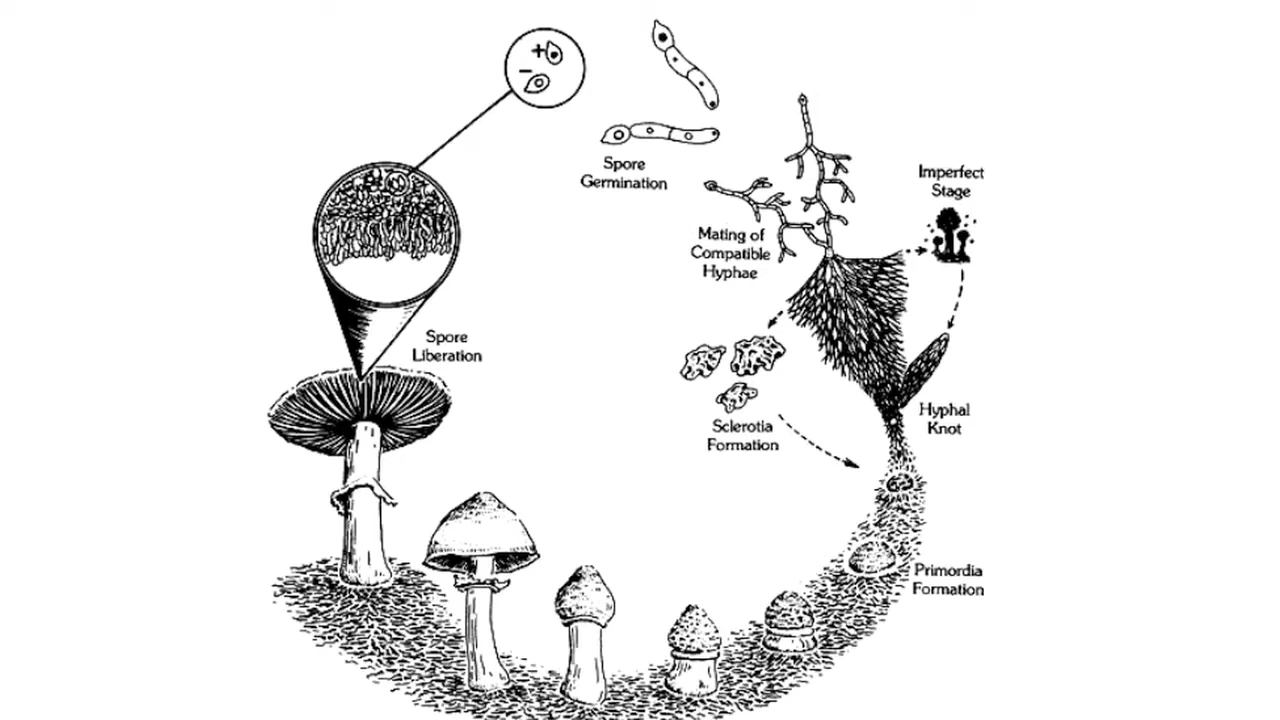 +
−
Spore
Germination
Imperfect
Stage
Mating of
Compatible
Hyphae
Spore
Liberation
Hyphal
Knot
Sclerotia
Formation
Primordia
Formation